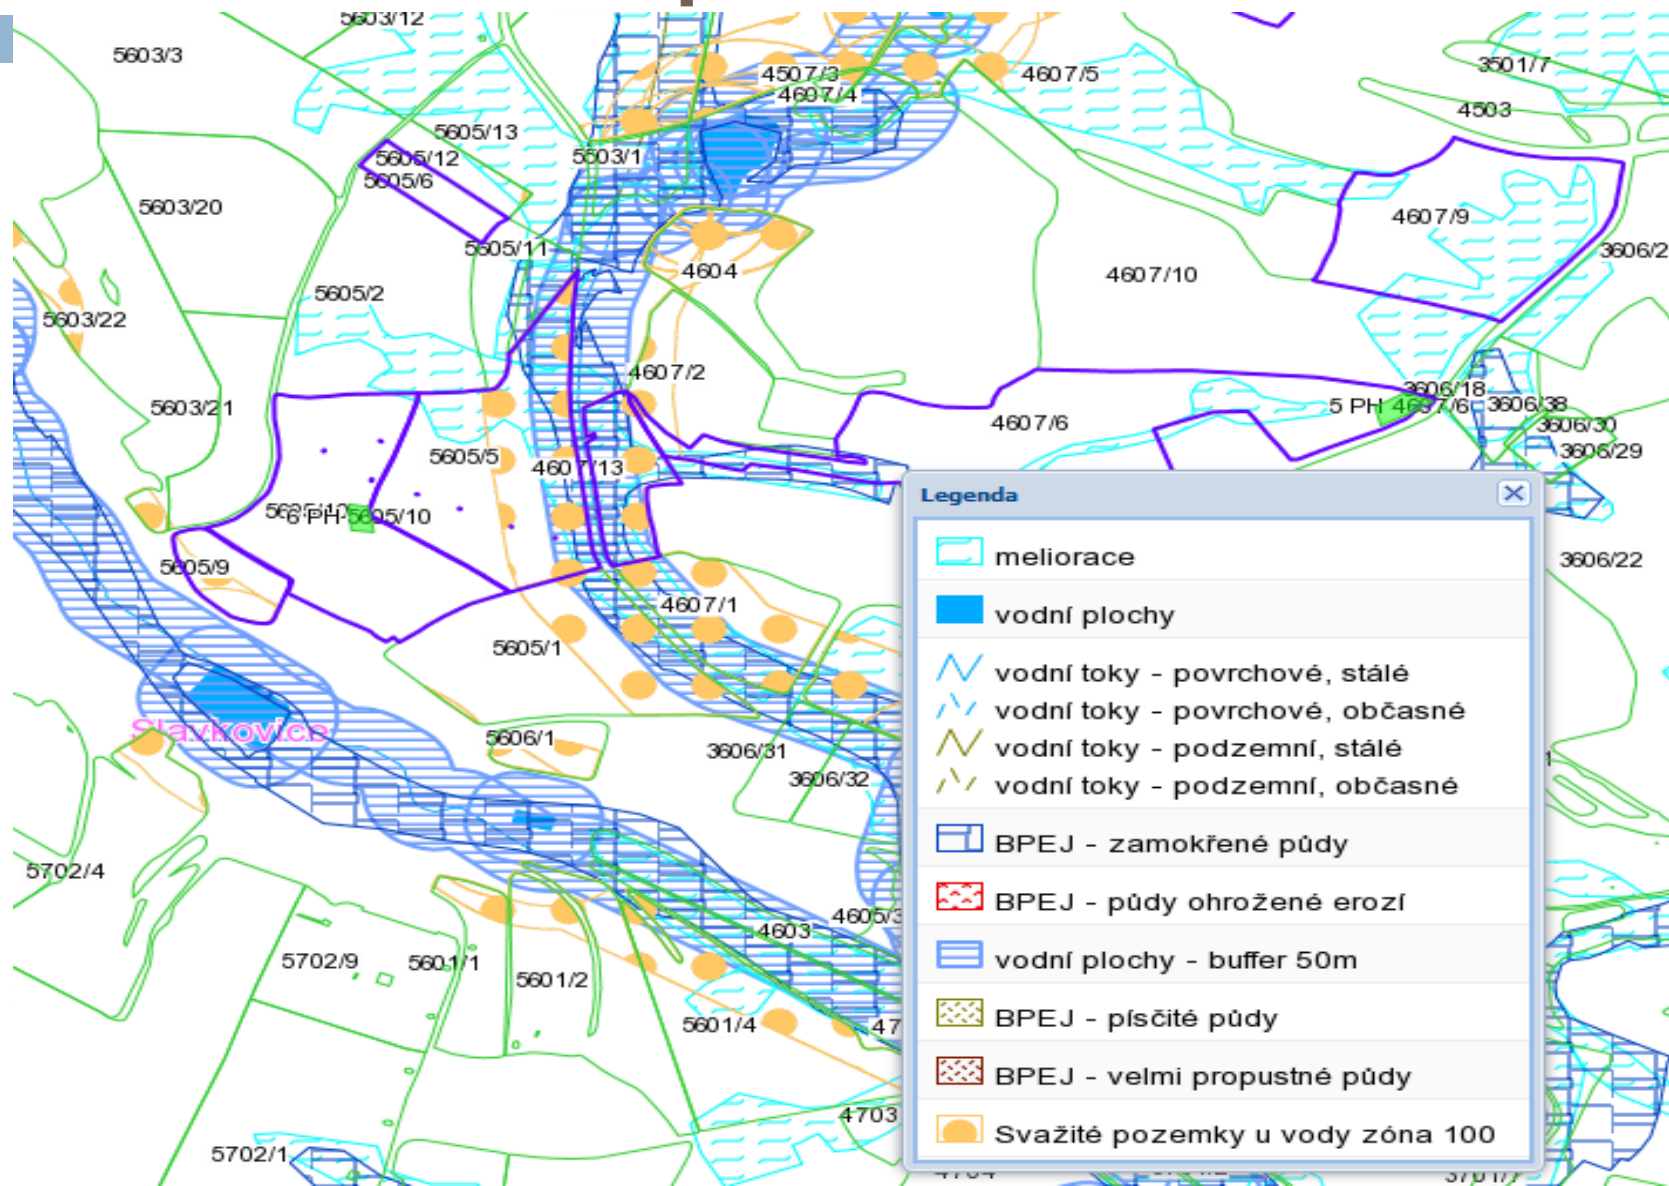 5603/12
5603/3
4507/3
4607/5
3501/7
4607/4
4503
5605/13
5605/12
5503/1
5605/6
5603/20
4607/9
5605/11
3606/2
4604
4607/10
5605/2
5603/22
4607/2
3606/18
5603/21
5 PH 4607/6
3606/38
4607/6
3606/30
3606/29
5605/5
4607/13
6 PH 5605/10
5605/9
3606/22
4607/1
5605/1
Slavkovice
5606/1
3606/31
3606/32
5702/4
4605/3
4603
5702/9
5601/1
5601/2
5601/4
47
4703
5702/1
Legenda
meliorace
vodní plochy
vodní toky - povrchové, stálé
vodní toky - povrchové, občasné
vodní toky - podzemní, stálé
vodní toky - podzemní, občasné
BPEJ - zamokřené půdy
BPEJ - půdy ohrožené erozí
vodní plochy - buffer 50m
BPEJ - písčité půdy
BPEJ - velmi propustné půdy
Svažité pozemky u vody zóna 100